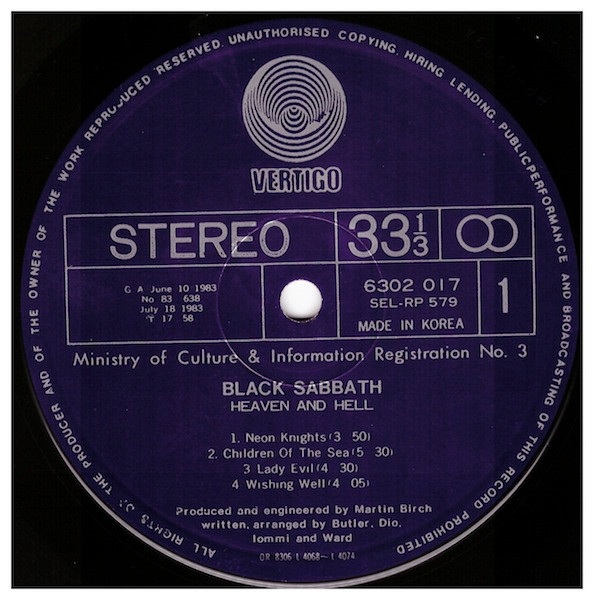 ALL RIGHTS OF THE PRODUCER AND OF THE OWNER OF THE WORK REPRODUCED RESERVED. UNAUTHORISED COPYING, HIRING, LENDING, PUBLIC PERFORMANCE AND BROADCASTING OF THIS RECORD PROHIBITED
VERTIGO
STEREO
33 1/3
G A June 10 1983
No 83 638
July 18 1983
17 58
6302 017
SEL-RP 579
MADE IN KOREA
1
Ministry of Culture & Information Registration No. 3
BLACK SABBATH
HEAVEN AND HELL
1. Neon Knights (3 50)
2. Children Of The Sea (5 30)
3 Lady Evil (4 30)
4 Wishing Well (4 05)
Produced and engineered by Martin Birch
written, arranged by Butler, Dio,
Iommi and Ward
OR 8306 L 4068~L 4074